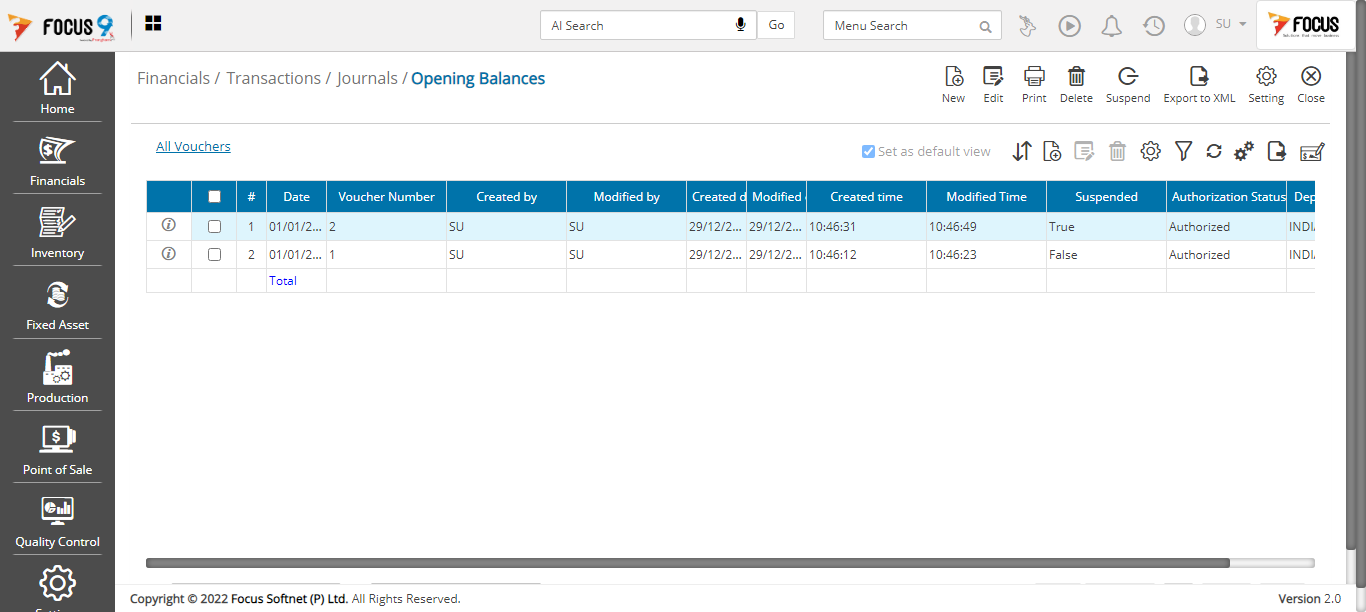 FOCUS 9
AI Search
Go
Menu Search
SU
FOCUS
Home
Financials
Inventory
Fixed Asset
Production
Point of Sale
Quality Control
Financials / Transactions / Journals / Opening Balances
New Edit Print Delete Suspend Export to XML Setting Close
All Vouchers
Set as default view
# Date Voucher Number Created by Modified by Created d Modified Created time Modified Time Suspended Authorization Status Dep
1 01/01/2... 2 SU SU 29/12/2... 29/12/2... 10:46:31 10:46:49 True Authorized INDI
2 01/01/2... 1 SU SU 29/12/2... 29/12/2... 10:46:12 10:46:23 False Authorized INDI
Total
Copyright © 2022 Focus Softnet (P) Ltd. All Rights Reserved.
Version 2.0